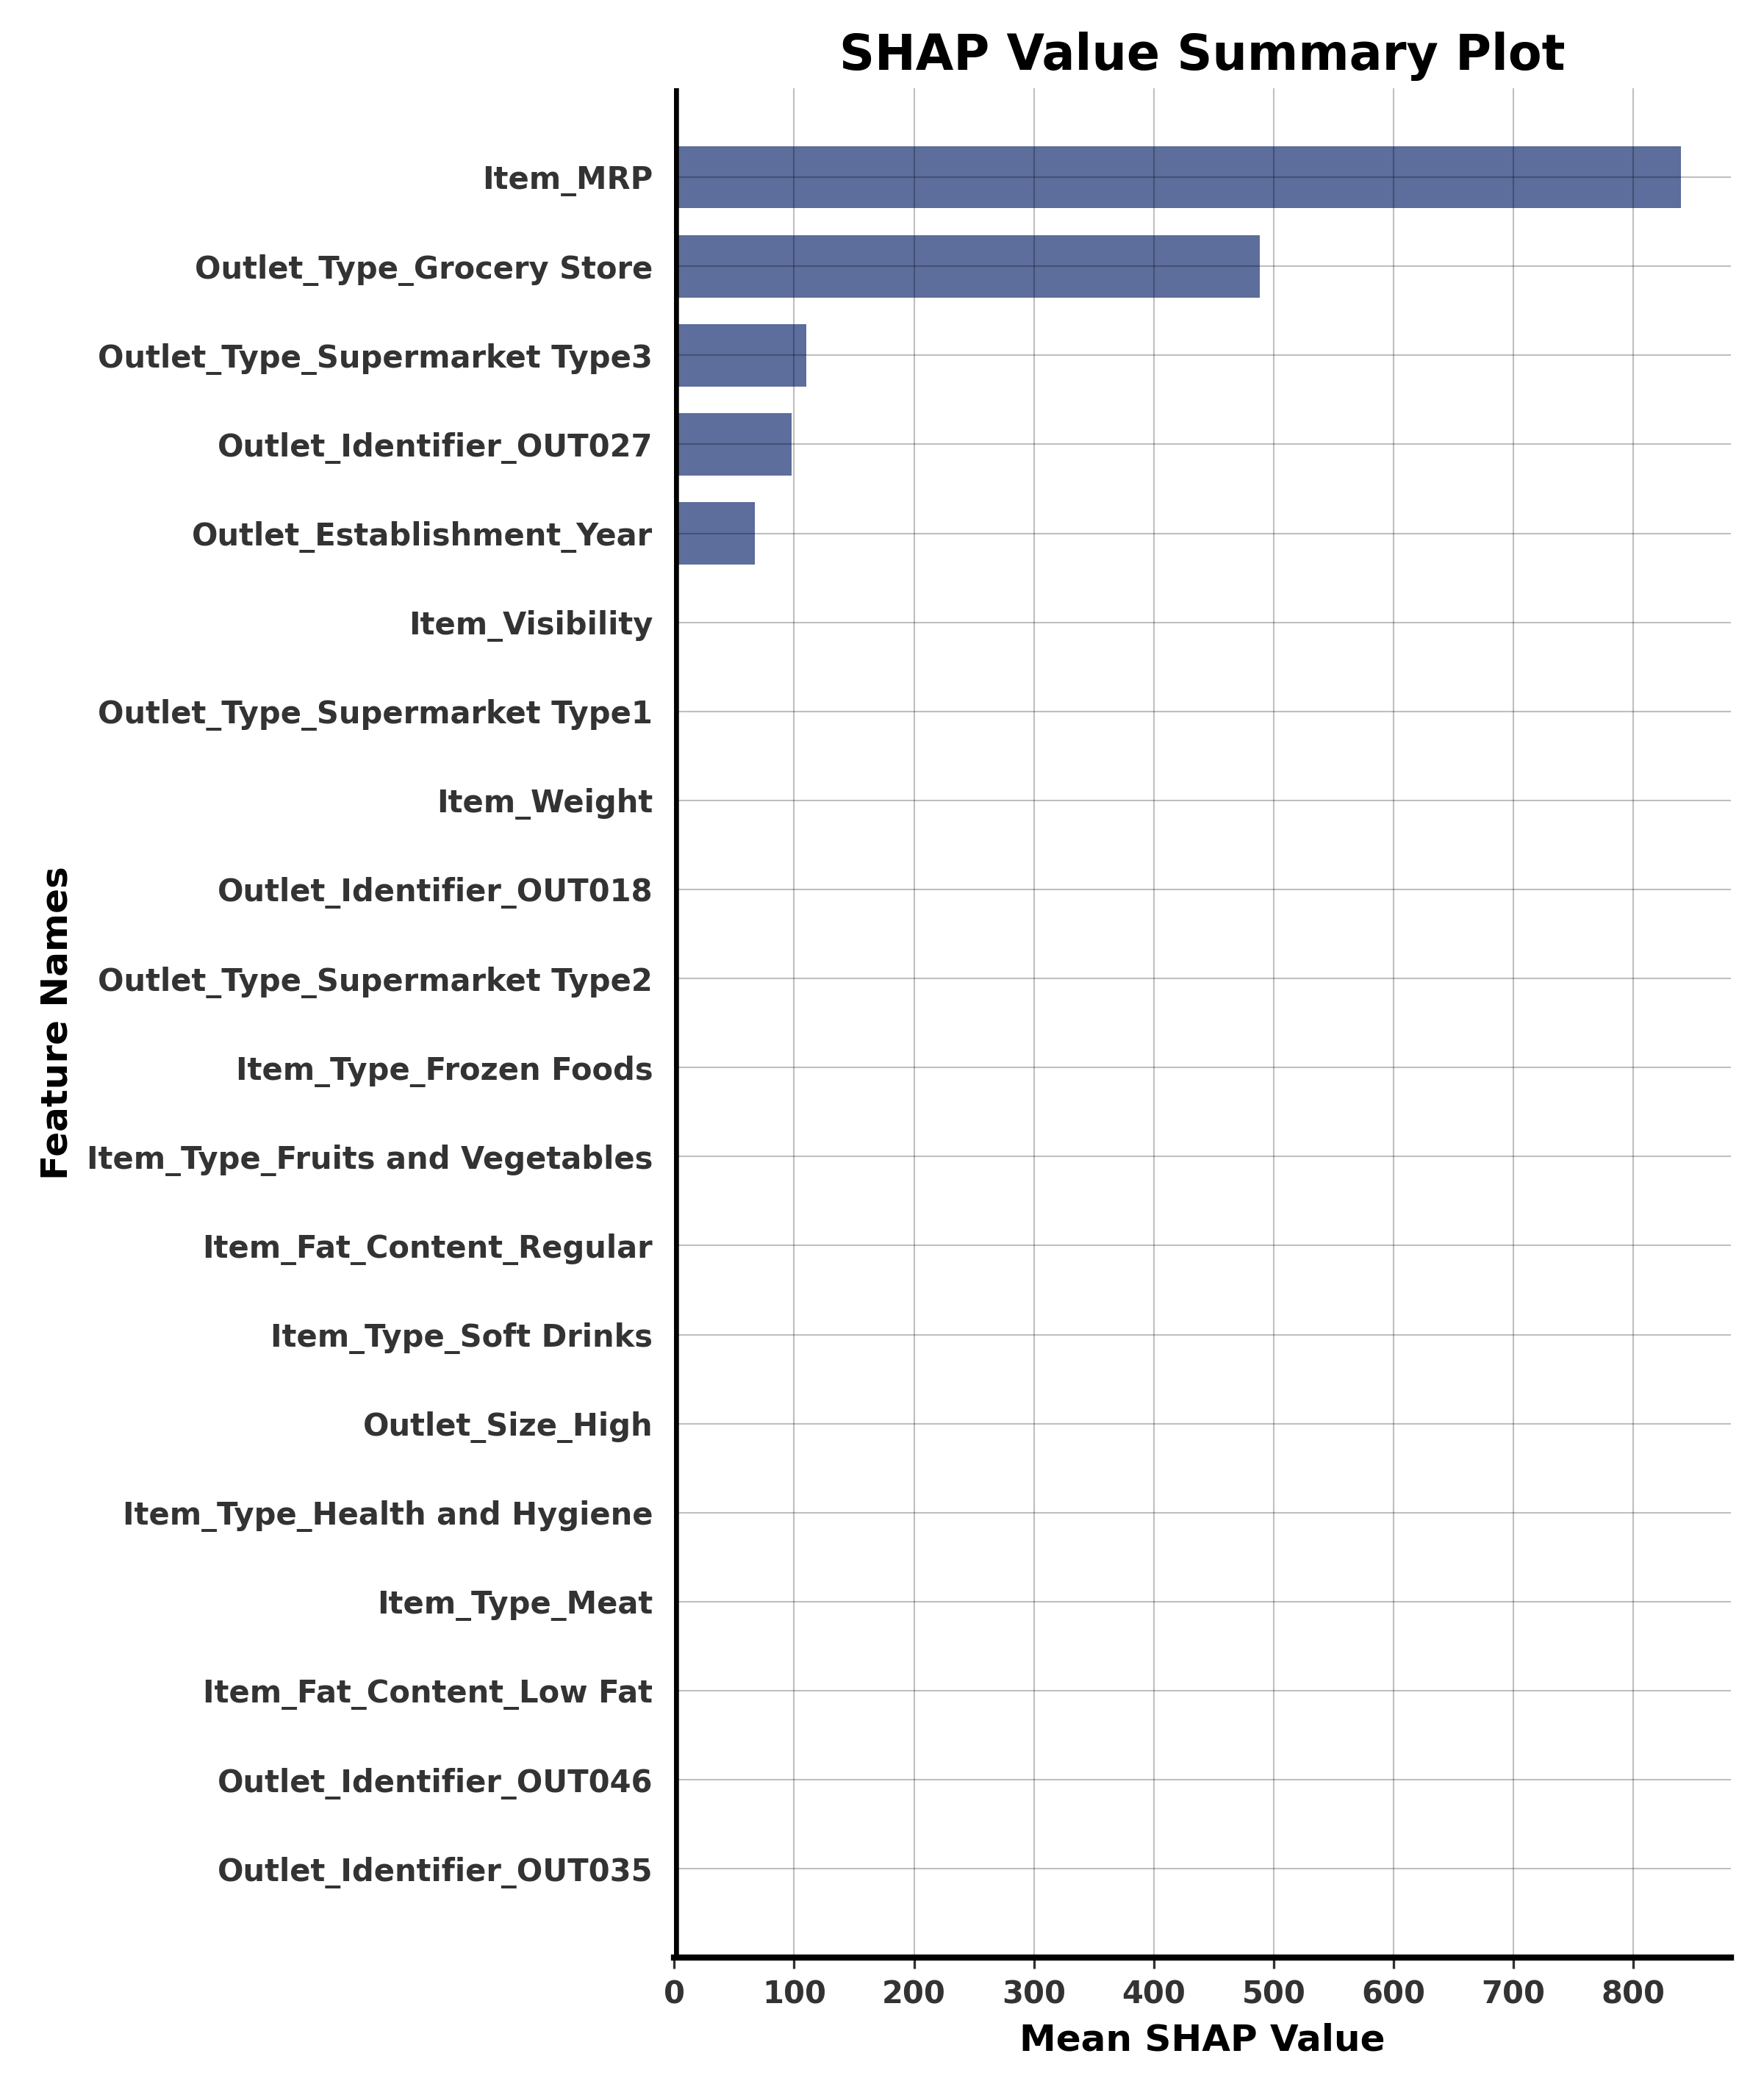 SHAP Value Summary Plot
Item_MRP
Outlet_Type_Grocery Store
Outlet_Type_Supermarket Type3
Outlet_Identifier_OUT027
Outlet_Establishment_Year
Item_Visibility
Outlet_Type_Supermarket Type1
Item_Weight
Outlet_Identifier_OUT018
Outlet_Type_Supermarket Type2
Item_Type_Frozen Foods
Item_Type_Fruits and Vegetables
Item_Fat_Content_Regular
Item_Type_Soft Drinks
Outlet_Size_High
Item_Type_Health and Hygiene
Item_Type_Meat
Item_Fat_Content_Low Fat
Outlet_Identifier_OUT046
Outlet_Identifier_OUT035
Feature Names
0 100 200 300 400 500 600 700 800
Mean SHAP Value